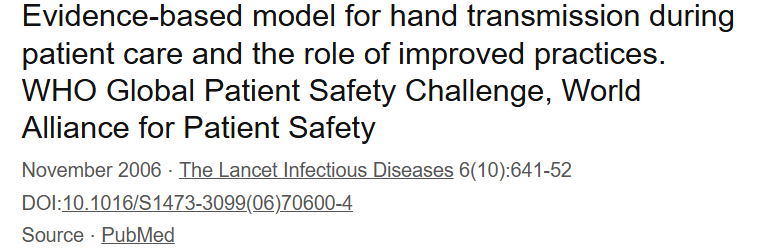 Evidence-based model for hand transmission during
patient care and the role of improved practices.
WHO Global Patient Safety Challenge, World
Alliance for Patient Safety
November 2006 · The Lancet Infectious Diseases 6(10):641-52
DOI:10.1016/S1473-3099(06)70600-4
Source · PubMed